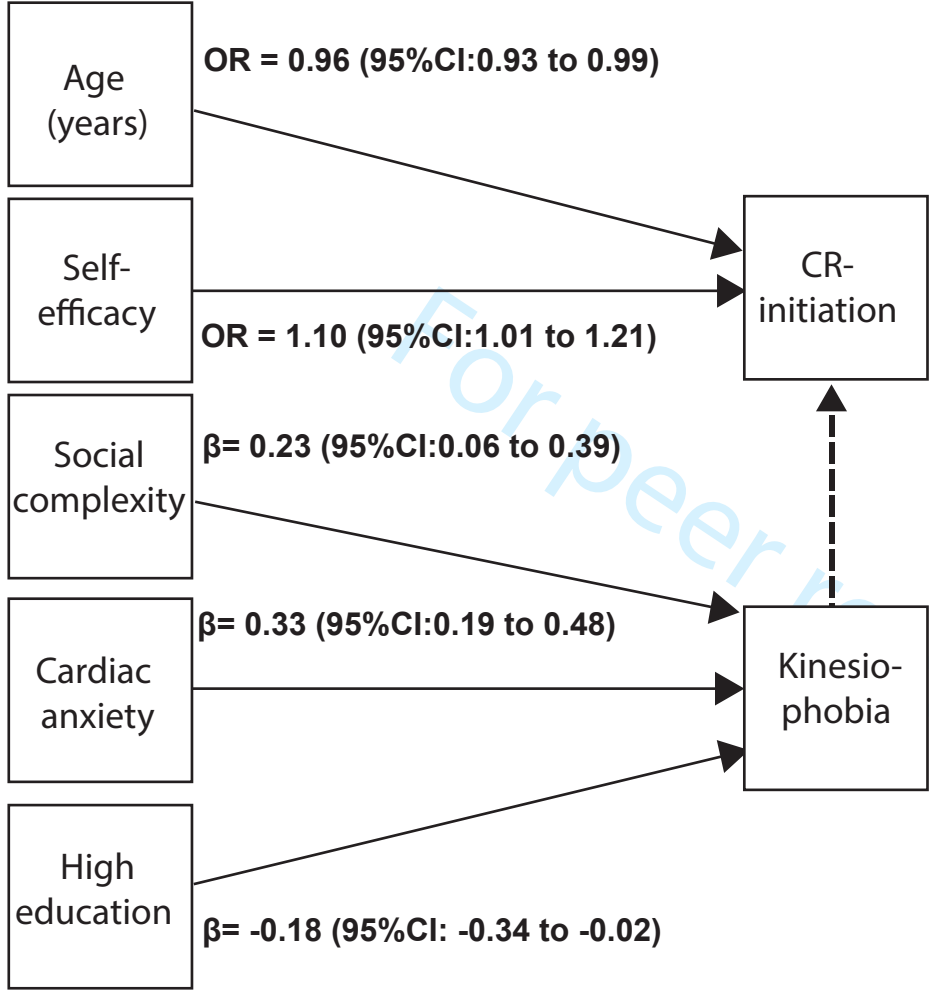 Age
(years)
OR = 0.96 (95%CI:0.93 to 0.99)
Self-
efficacy
OR = 1.10 (95%CI:1.01 to 1.21)
CR-
initiation
Social
complexity
β= 0.23 (95%CI:0.06 to 0.39)
Cardiac
anxiety
β= 0.33 (95%CI:0.19 to 0.48)
Kinesio-
phobia
High
education
β= -0.18 (95%CI: -0.34 to -0.02)
For peer re